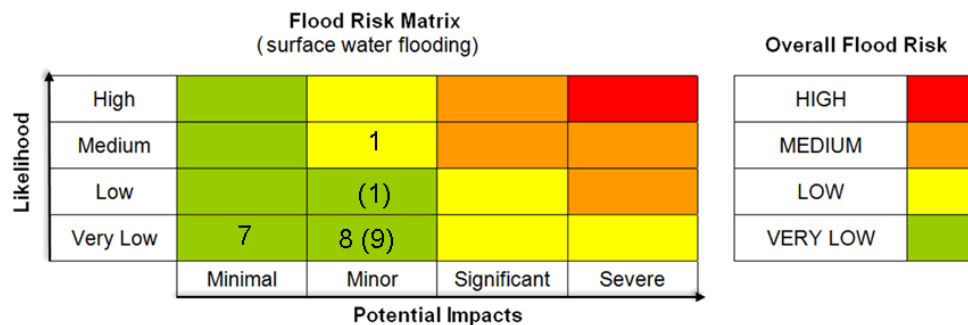 Flood Risk Matrix
( surface water flooding)
Overall Flood Risk
Likelihood
High
Medium 1
Low (1)
Very Low 7 8 (9)
Minimal Minor Significant Severe
Potential Impacts
HIGH
MEDIUM
LOW
VERY LOW